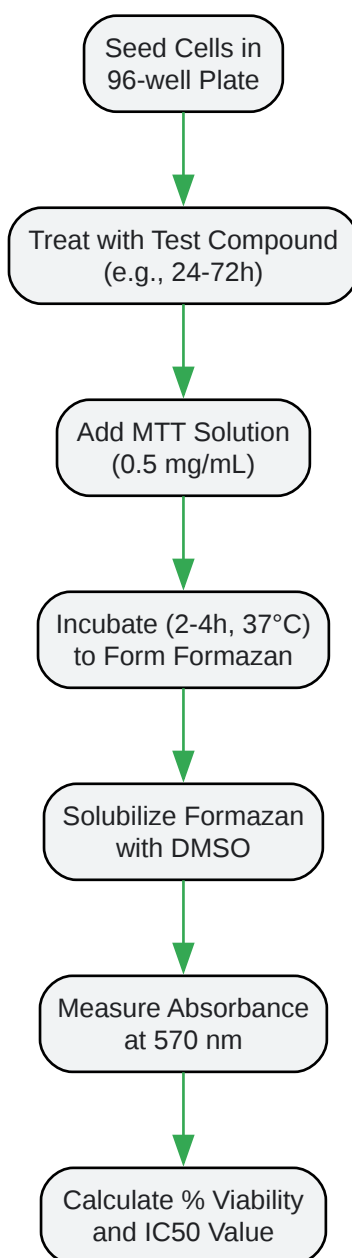 Seed Cells in
96-well Plate
Treat with Test Compound
(e.g., 24-72h)
Add MTT Solution
(0.5 mg/mL)
Incubate (2-4h, 37°C)
to Form Formazan
Solubilize Formazan
with DMSO
Measure Absorbance
at 570 nm
Calculate % Viability
and IC50 Value